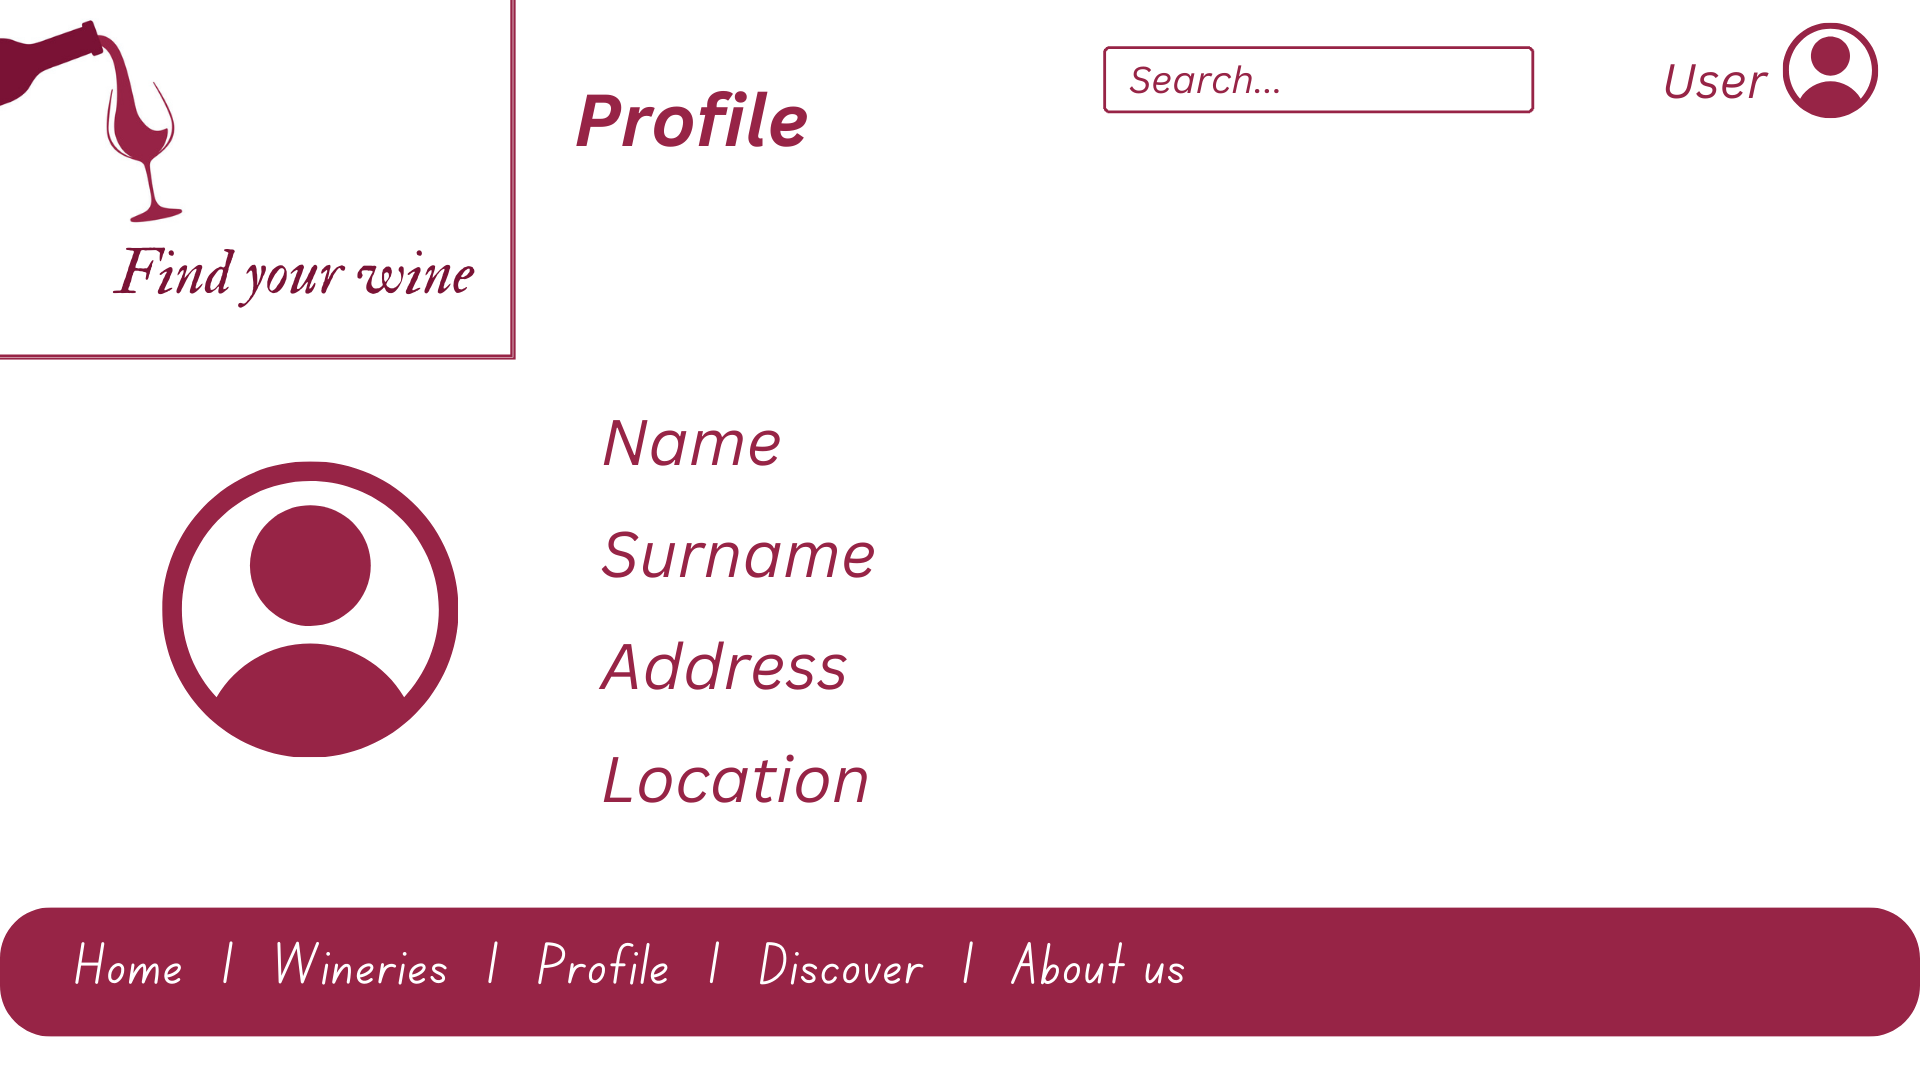 Find your wine
Profile
Search...
User
Name
Surname
Address
Location
Home | Wineries | Profile | Discover | About us